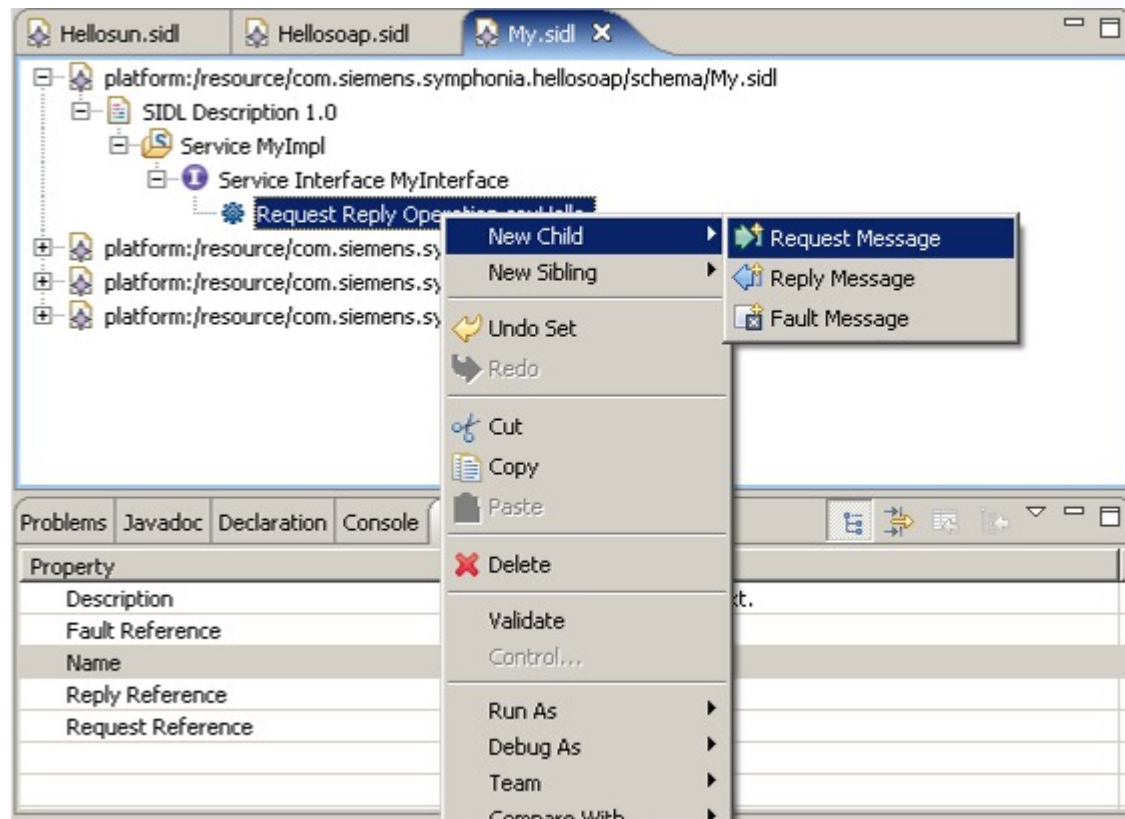 Hellosun.sidl Hellosoap.sidl My.sidl
platform:/resource/com.siemens.symphonia.hellosoap/schema/My.sidl
SIDL Description 1.0
Service MyImpl
Service Interface MyInterface
Request Reply
platform:/resource/com.siemens.sy
platform:/resource/com.siemens.sy
platform:/resource/com.siemens.sy
New Child
New Sibling
Undo Set
Redo
Cut
Copy
Paste
Delete
Validate
Control...
Run As
Debug As
Team
Compare With
Request Message
Reply Message
Fault Message
Problems Javadoc Declaration Console
Property
Description
Fault Reference
Name
Reply Reference
Request Reference